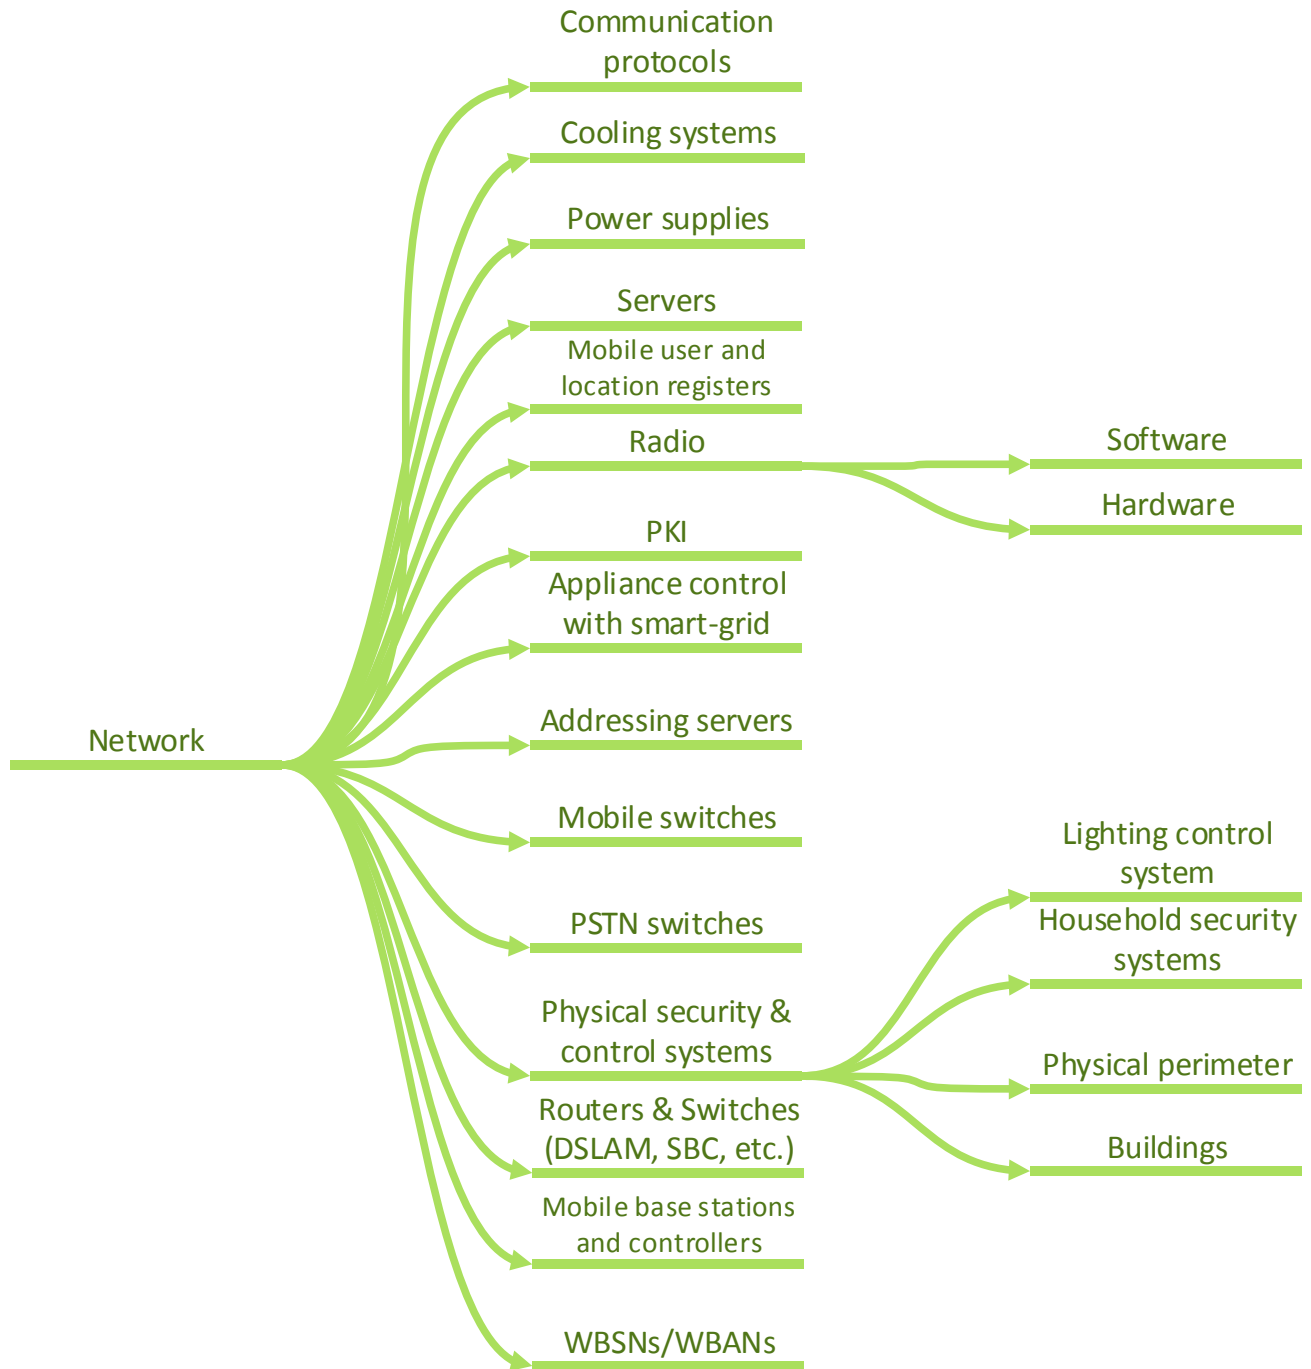 Communication
protocols
Cooling systems
Power supplies
Servers
Mobile user and
location registers
Radio
Software
Hardware
PKI
Appliance control
with smart-grid
Addressing servers
Network
Mobile switches
Lighting control
system
PSTN switches
Household security
systems
Physical security &
control systems
Physical perimeter
Routers & Switches
(DSLAM, SBC, etc.)
Buildings
Mobile base stations
and controllers
WBSNs/WBANs